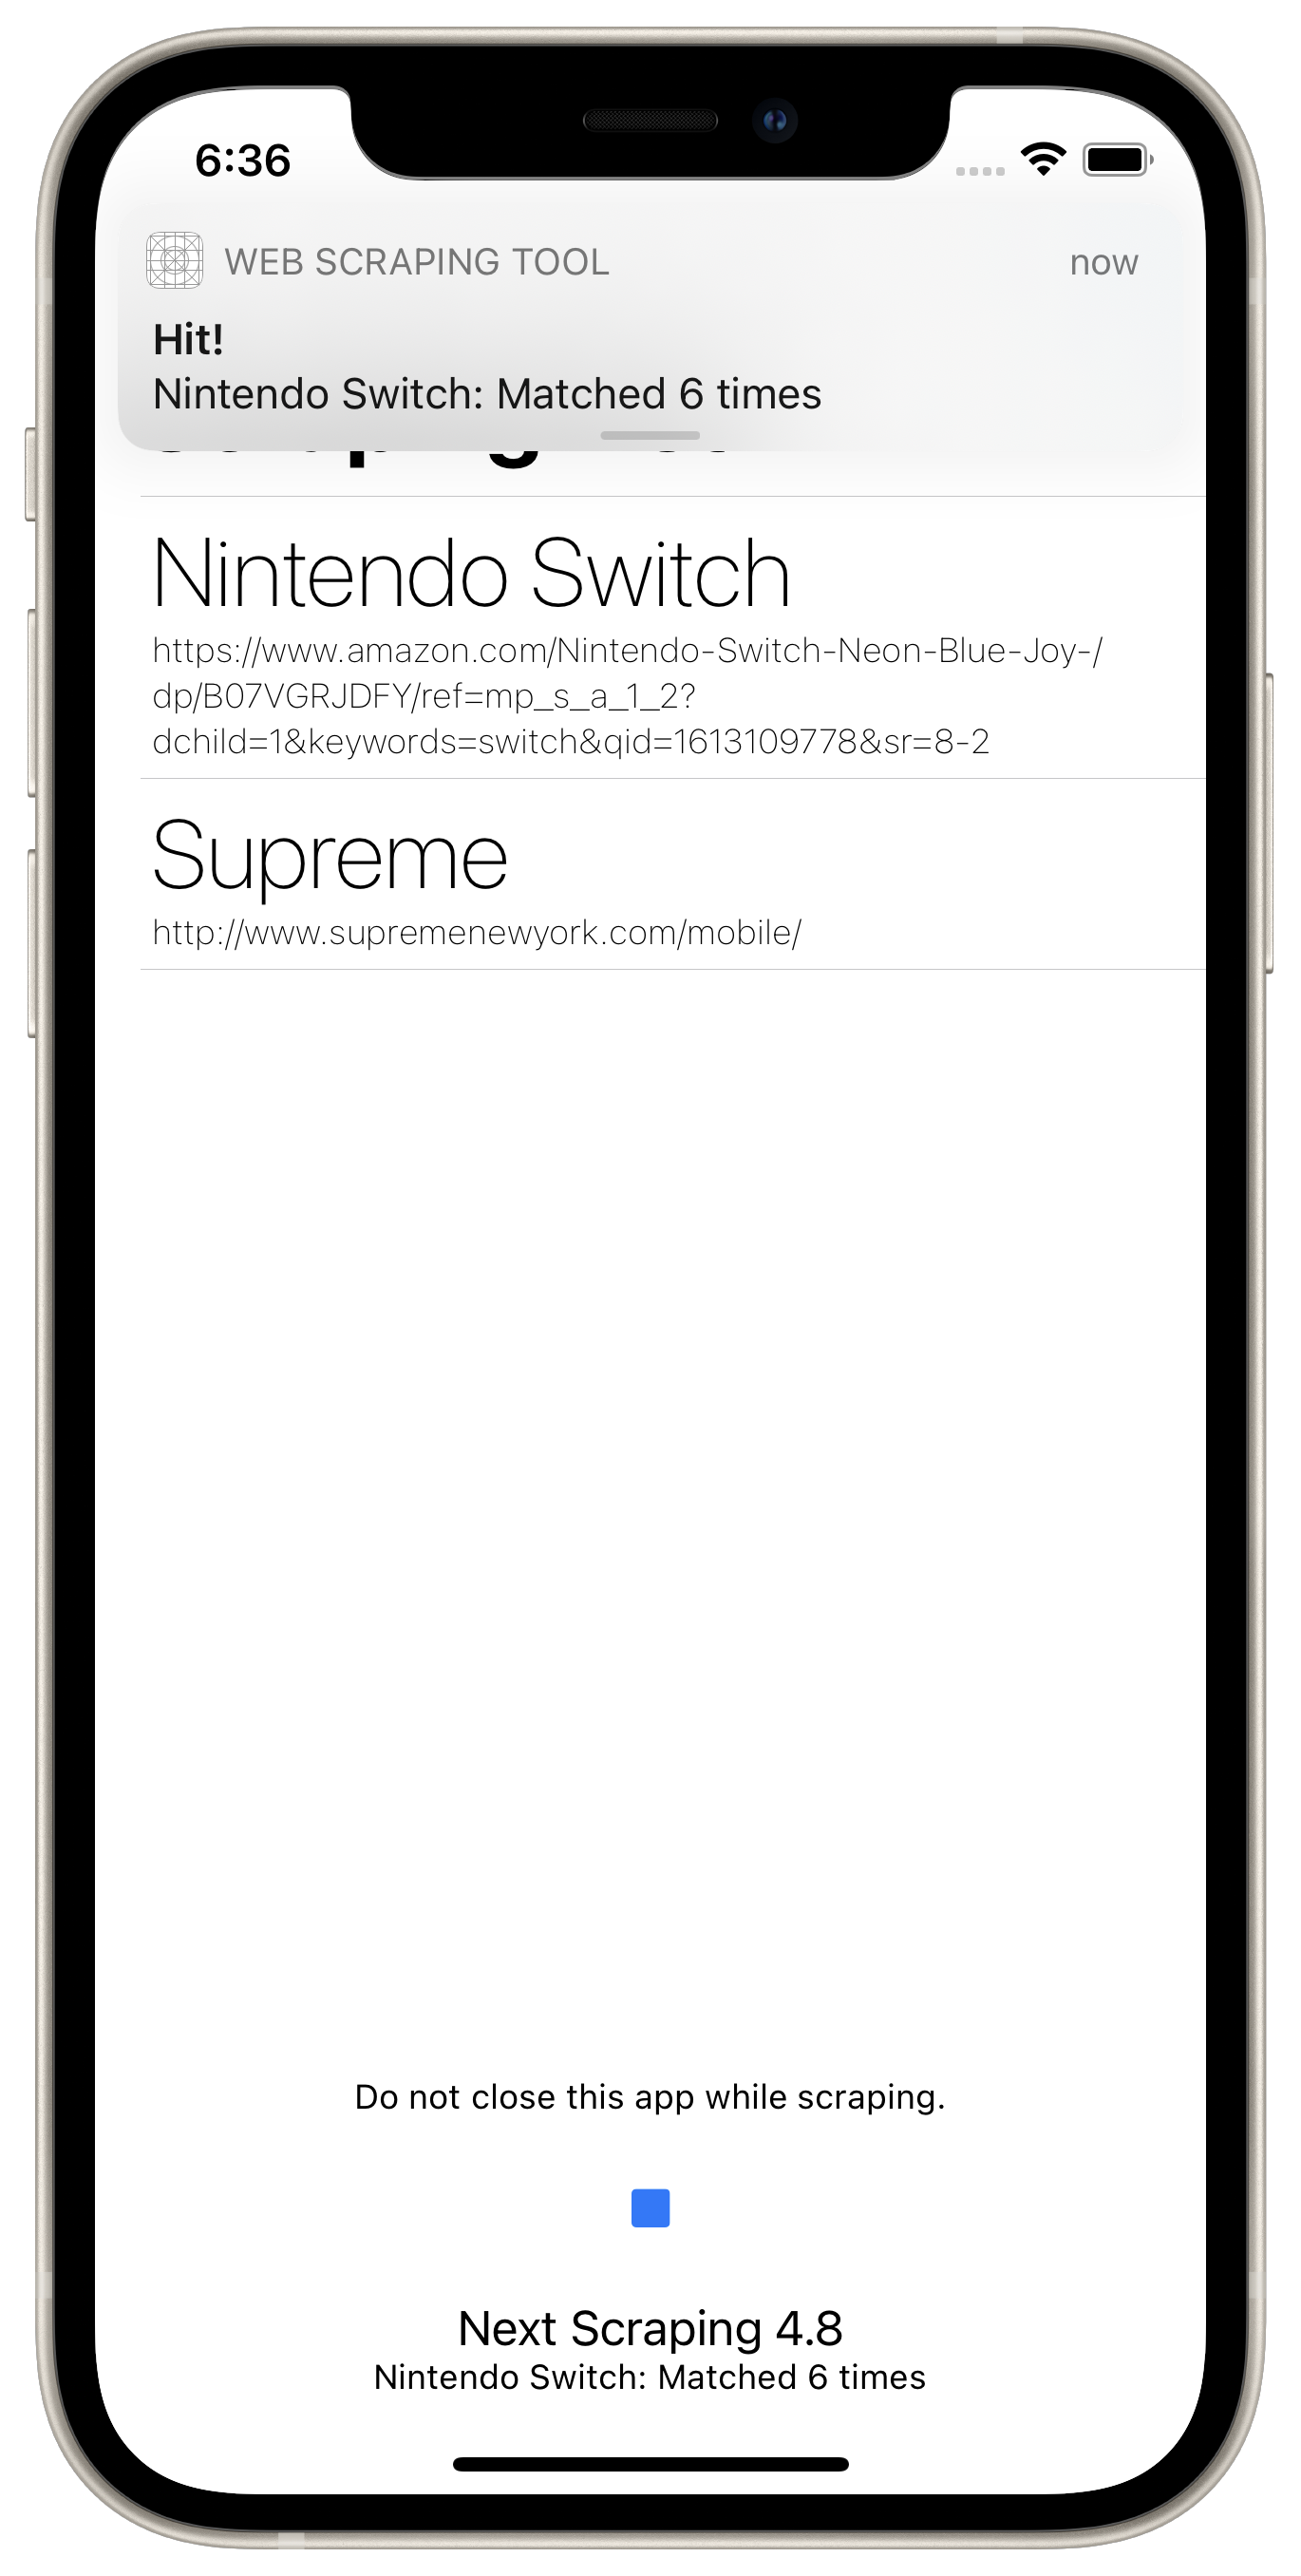 6:36
WEB SCRAPING TOOL
now
Hit!
Nintendo Switch: Matched 6 times
Nintendo Switch
https://www.amazon.com/Nintendo-Switch-Neon-Blue-Joy-/
dp/B07VGRJDFY/ref=mp_s_a_1_2?
dchild=1&keywords=switch&qid=1613109778&sr=8-2
Supreme
http://www.supremenewyork.com/mobile/
Do not close this app while scraping.
Next Scraping 4.8
Nintendo Switch: Matched 6 times